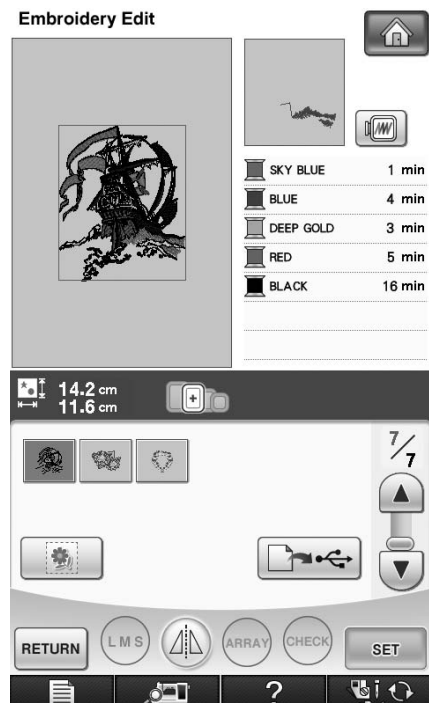 Embroidery Edit
SKY BLUE 1 min
BLUE 4 min
DEEP GOLD 3 min
RED 5 min
BLACK 16 min
14.2 cm
11.6 cm
7/7
RETURN
L M S
ARRAY
CHECK
SET
?